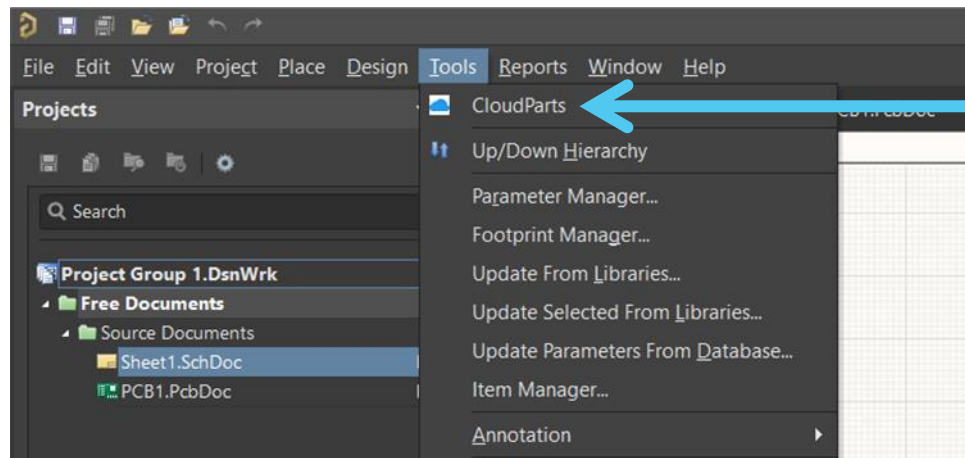 File Edit View Project Place Design Tools Reports Window Help
Projects
CloudParts
Up/Down Hierarchy
Search
Parameter Manager...
Footprint Manager...
Project Group 1.DsnWrk
Update From Libraries...
Free Documents
Update Selected From Libraries...
Source Documents
Sheet1.SchDoc
Update Parameters From Database...
PCB1.PcbDoc
Item Manager...
Annotation